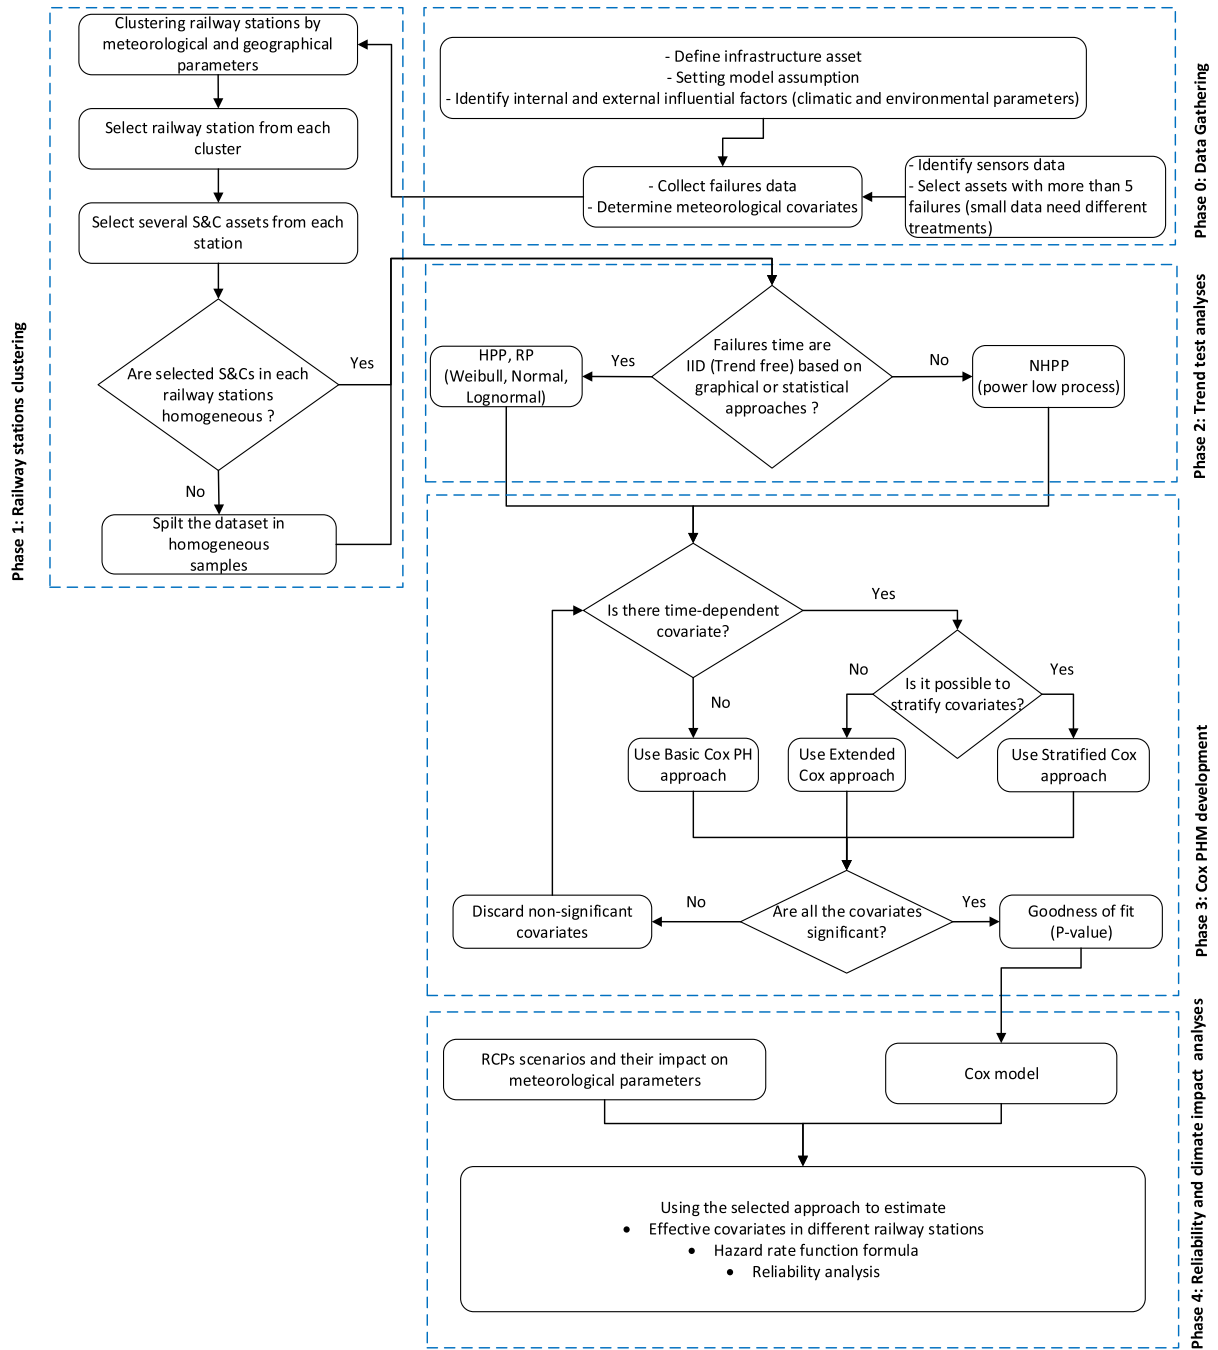 Clustering railway stations by
meteorological and geographical
parameters
Select railway station from each
cluster
Select several S&C assets from each
station
Are selected S&Cs in each
railway stations
homogeneous ?
Yes
No
Spilt the dataset in
homogeneous
samples
Phase 1: Railway stations clustering
- Define infrastructure asset
- Setting model assumption
- Identify internal and external influential factors (climatic and environmental parameters)
- Collect failures data
- Determine meteorological covariates
- Identify sensors data
- Select assets with more than 5
failures (small data need different
treatments)
Phase 0: Data Gathering
Failures time are
IID (Trend free) based on
graphical or statistical
approaches ?
Yes
No
HPP, RP
(Weibull, Normal,
Lognormal)
NHPP
(power low process)
Phase 2: Trend test analyses
Is there time-dependent
covariate?
Yes
No
Is it possible to
stratify covariates?
No
Yes
Use Basic Cox PH
approach
Use Extended
Cox approach
Use Stratified Cox
approach
Are all the covariates
significant?
No
Yes
Discard non-significant
covariates
Goodness of fit
(P-value)
Phase 3: Cox PHM development
RCPs scenarios and their impact on
meteorological parameters
Cox model
Using the selected approach to estimate
● Effective covariates in different railway stations
● Hazard rate function formula
● Reliability analysis
Phase 4: Reliability and climate impact analyses